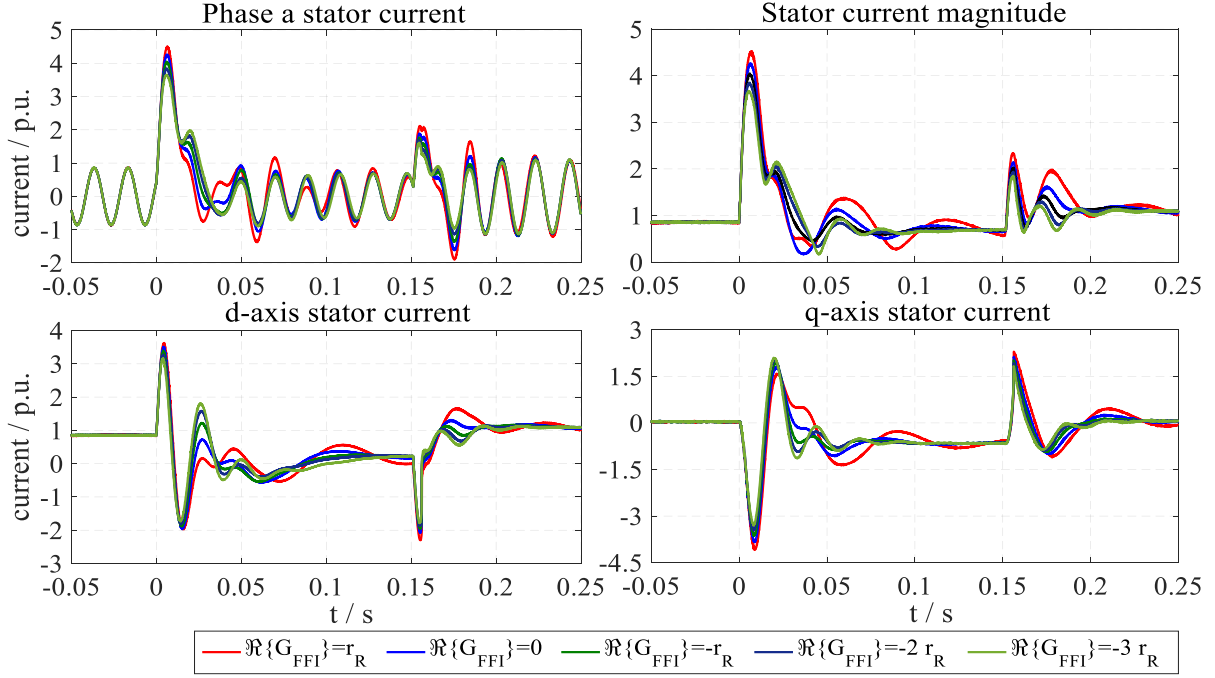 Phase a stator current
Stator current magnitude
current / p.u.
5
4
3
2
1
0
-1
-2
-0.05 0 0.05 0.1 0.15 0.2 0.25
5
4
3
2
1
0
-0.05 0 0.05 0.1 0.15 0.2 0.25
d-axis stator current
q-axis stator current
current / p.u.
4
3
2
1
0
-1
-2
-3
-0.05 0 0.05 0.1 0.15 0.2 0.25
t / s
3
1.5
0
-1.5
-3
-4.5
-0.05 0 0.05 0.1 0.15 0.2 0.25
t / s
ℜ{G_FFI}=r_R ℜ{G_FFI}=0 ℜ{G_FFI}=-r_R ℜ{G_FFI}=-2 r_R ℜ{G_FFI}=-3 r_R